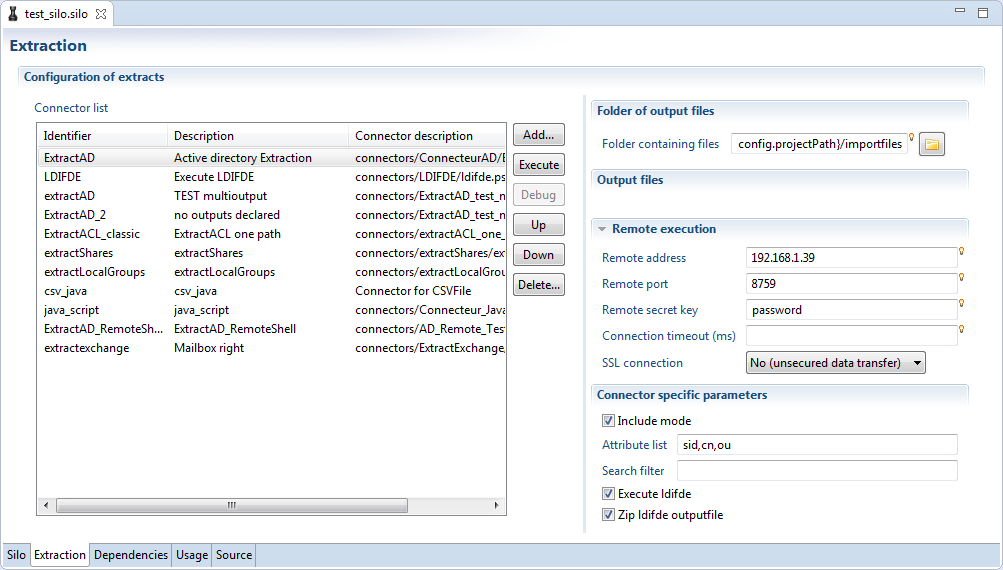 test_silo.silo
Extraction
Configuration of extracts
Connector list
Identifier Description Connector description
ExtractAD Active directory Extraction connectors/ConnecteurAD/
LDIFDE Execute LDIFDE connectors/LDIFDE/ldifde.ps
extractAD TEST multioutput connectors/ExtractAD_test_
ExtractAD_2 no outputs declared connectors/ExtractAD_test_
ExtractACL_classic ExtractACL one path connectors/extractACL_one_
extractShares extractShares connectors/extractShares/ex
extractLocalGroups extractLocalGroups connectors/extractLocalGrou
csv_java csv_java Connector for CSVFile
java_script java_script connectors/Connecteur_Java
ExtractAD_RemoteSh... ExtractAD_RemoteShell connectors/AD_Remote_Test
extractexchange Mailbox right connectors/ExtractExchange
Add...
Execute
Debug
Up
Down
Delete...
Folder of output files
Folder containing files config.projectPath}/importfiles
Output files
Remote execution
Remote address 192.168.1.39
Remote port 8759
Remote secret key password
Connection timeout (ms)
SSL connection No (unsecured data transfer)
Connector specific parameters
Include mode
Attribute list sid,cn,ou
Search filter
Execute ldifde
Zip ldifde outputfile
Silo Extraction Dependencies Usage Source